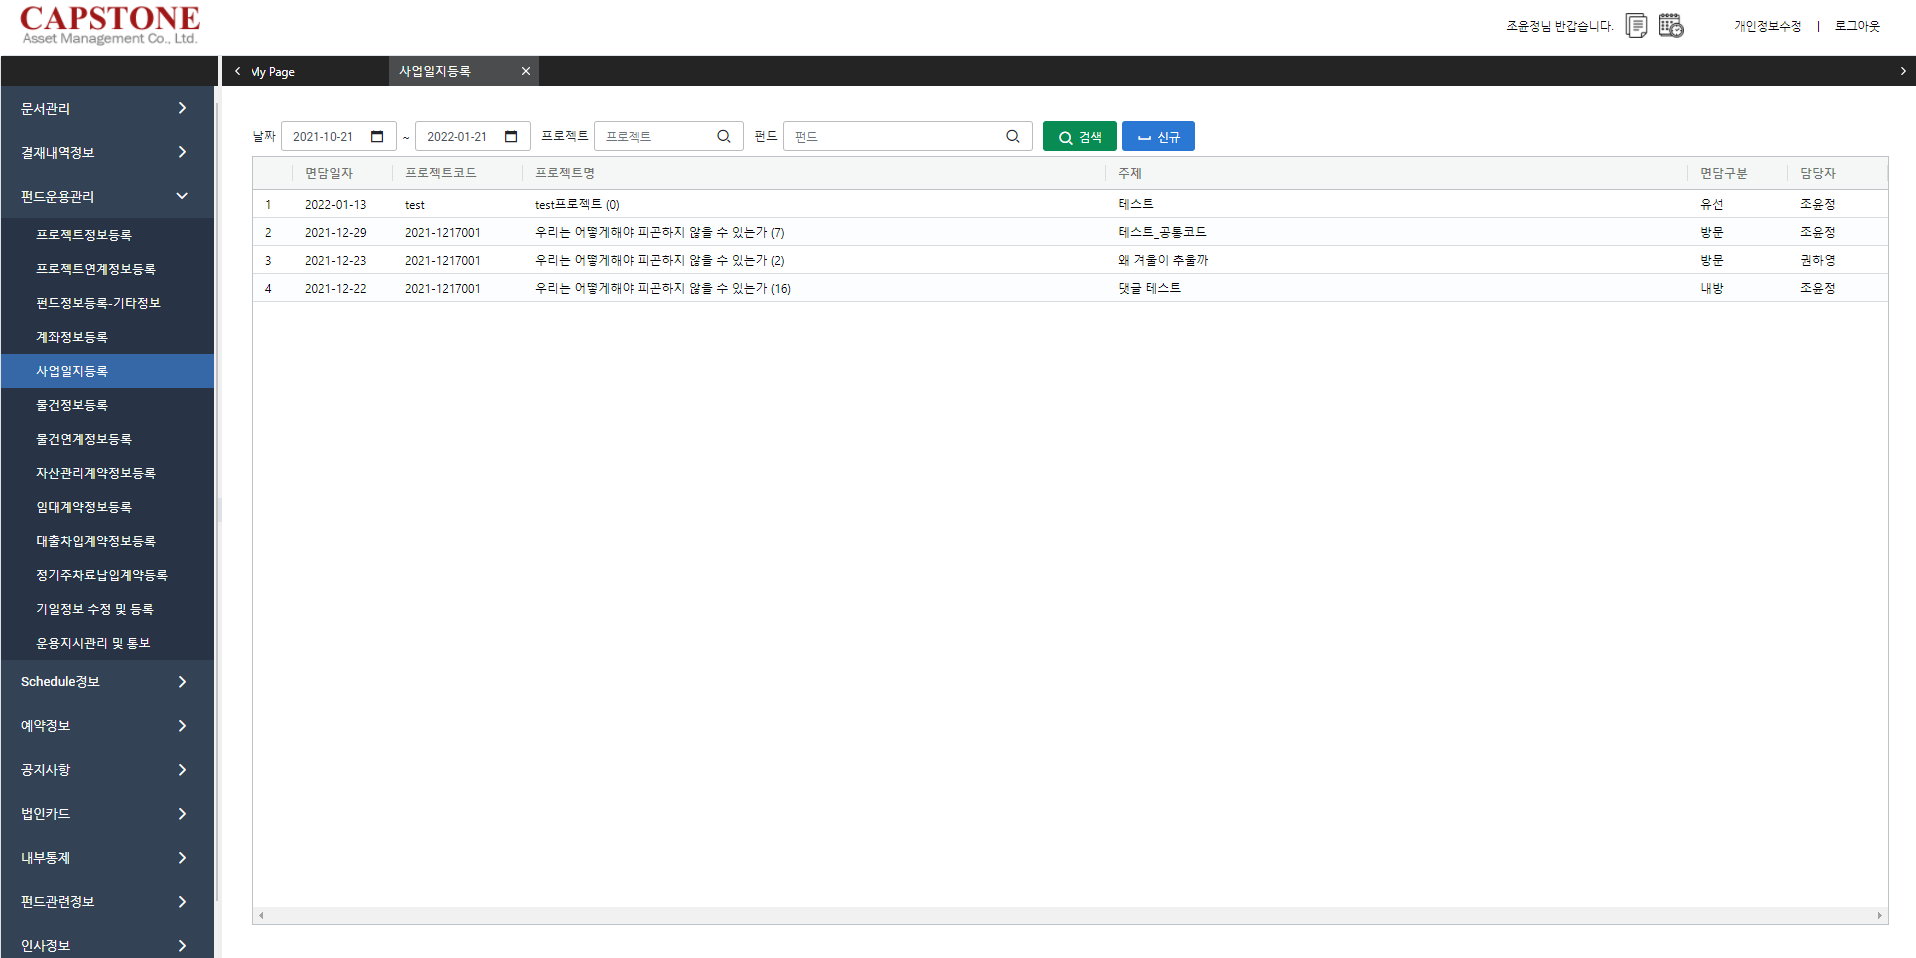 CAPSTONE
Asset Management Co., Ltd.
조윤정님 반갑습니다.
개인정보수정 | 로그아웃
My Page
사업일지등록
문서관리
결재내역정보
펀드운용관리
프로젝트정보등록
프로젝트연계정보등록
펀드정보등록-기타정보
계좌정보등록
사업일지등록
물건정보등록
물건연계정보등록
자산관리계약정보등록
임대계약정보등록
대출차입계약정보등록
정기주차료납입계약등록
기일정보 수정 및 등록
운용지시관리 및 통보
Schedule정보
예약정보
공지사항
법인카드
내부통제
펀드관련정보
인사정보
날짜 2021-10-21 ~ 2022-01-21 프로젝트 프로젝트 펀드 펀드 검색 신규
면담일자 프로젝트코드 프로젝트명 주제 면담구분 담당자
1 2022-01-13 test test프로젝트 (0) 테스트 유선 조윤정
2 2021-12-29 2021-1217001 우리는 어떻게해야 피곤하지 않을 수 있는가 (7) 테스트_공통코드 방문 조윤정
3 2021-12-23 2021-1217001 우리는 어떻게해야 피곤하지 않을 수 있는가 (2) 왜 겨울이 추울까 방문 권하영
4 2021-12-22 2021-1217001 우리는 어떻게해야 피곤하지 않을 수 있는가 (16) 댓글 테스트 내방 조윤정